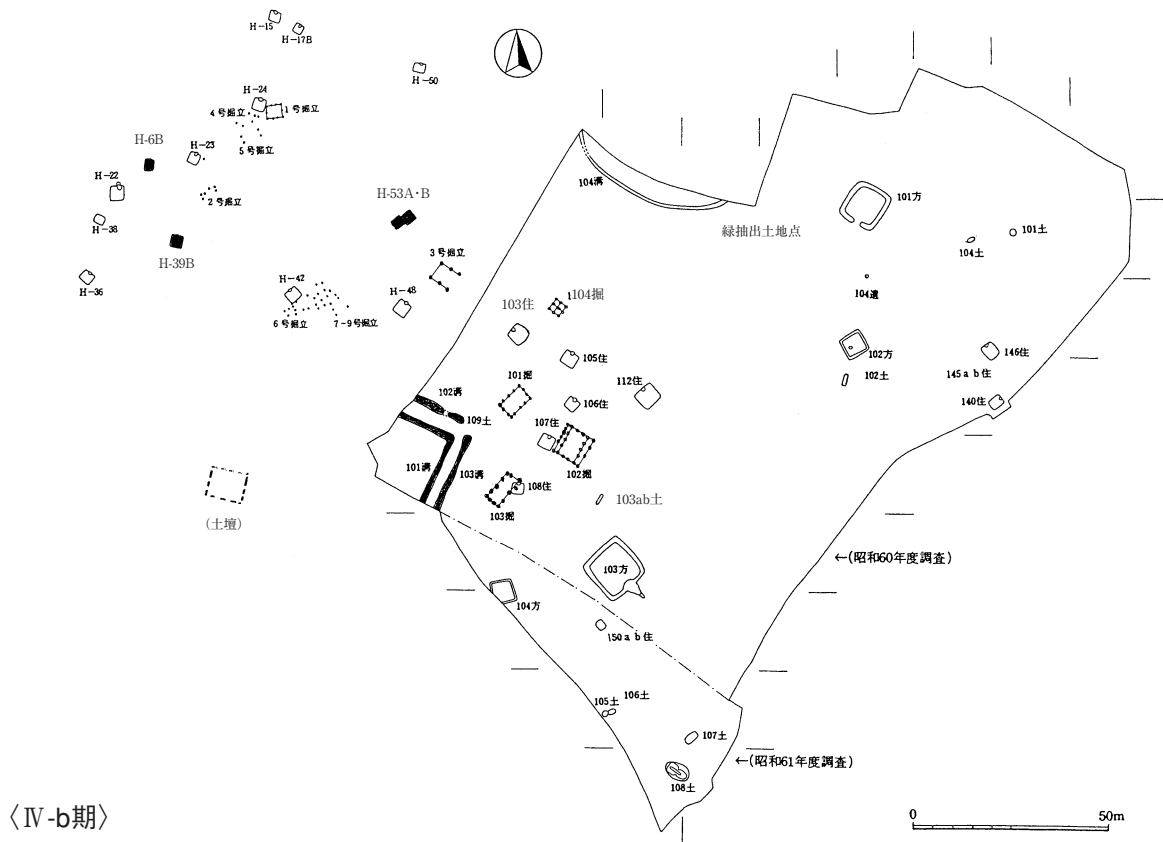 H-15
H-17B
H-50
H-24
4号掘立
1号掘立
5号掘立
H-6B
H-23
H-22
2号掘立
H-38
H-53A・B
H-39B
3号掘立
H-36
H-42
H-48
6号掘立
7-9号掘立
104溝
緑抽出土地点
101方
104土
101土
104遺
104掘
103住
105住
102方
102土
146住
145ab住
140住
101掘
112住
106住
102溝
109土
107住
102掘
101溝
103溝
108住
103掘
103ab土
(土壇)
←(昭和60年度調査)
103方
104方
150ab住
105土
106土
107土
108土
←(昭和61年度調査)
〈Ⅳ-b期〉
0
50m